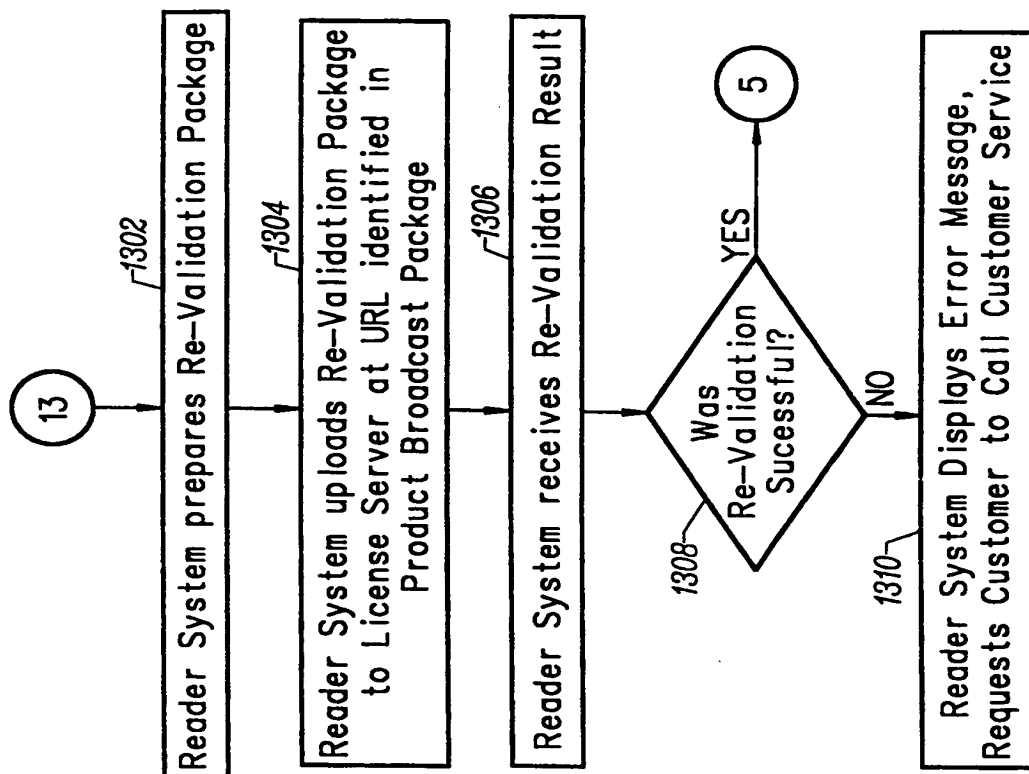 13
1302
Reader System prepares Re-Validation Package
1304
Reader System uploads Re-Validation Package
to License Server at URL identified in
Product Broadcast Package
1306
Reader System receives Re-Validation Result
1308
Was
Re-Validation
Sucessful?
YES
5
NO
1310
Reader System Displays Error Message,
Requests Customer to Call Customer Service